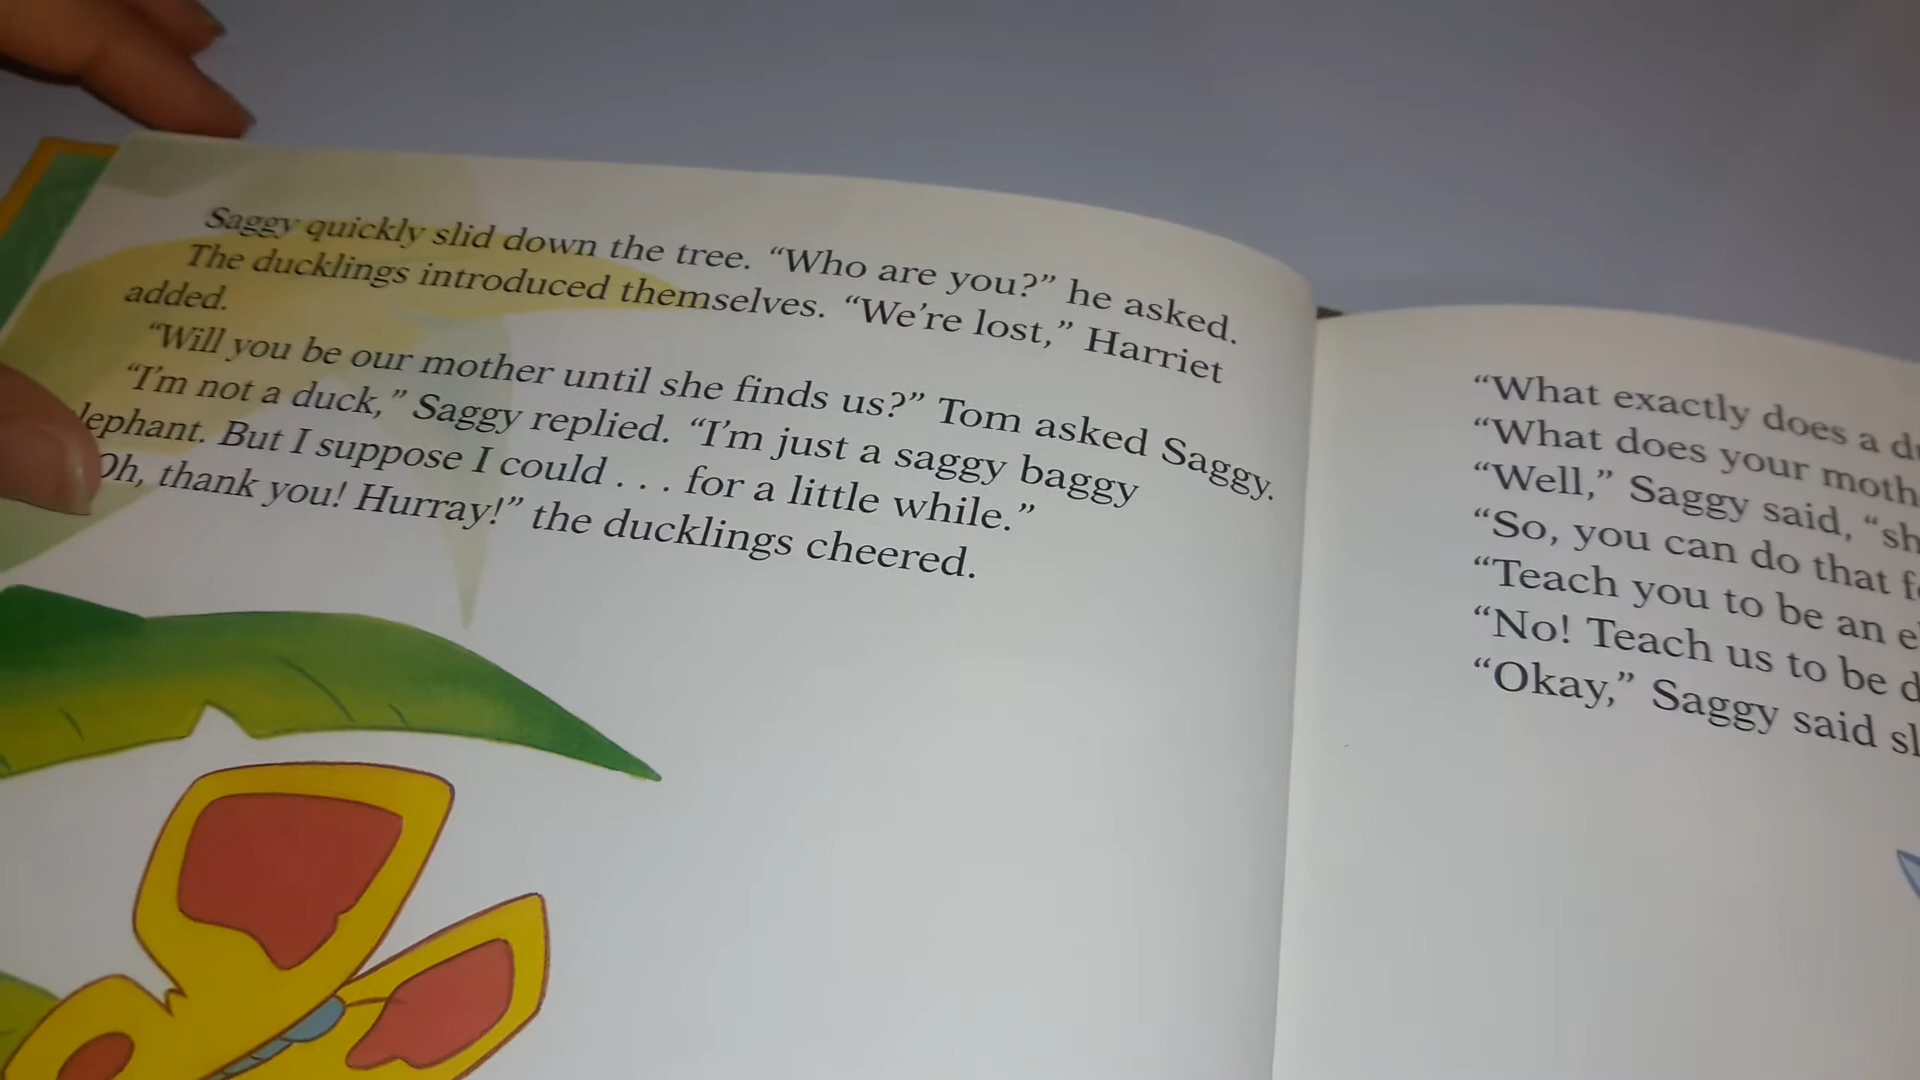 Saggy quickly slid down the tree. “Who are you?” he asked.
The ducklings introduced themselves. “We’re lost,” Harriet
added.
“Will you be our mother until she finds us?” Tom asked Saggy.
“I’m not a duck,” Saggy replied. “I’m just a saggy baggy
lephant. But I suppose I could . . . for a little while.”
Oh, thank you! Hurray!” the ducklings cheered.
“What exactly does a
“What does your
“Well,” Saggy said,
“So, you can do that
“Teach you to be an
“No! Teach us to be
“Okay,” Saggy said